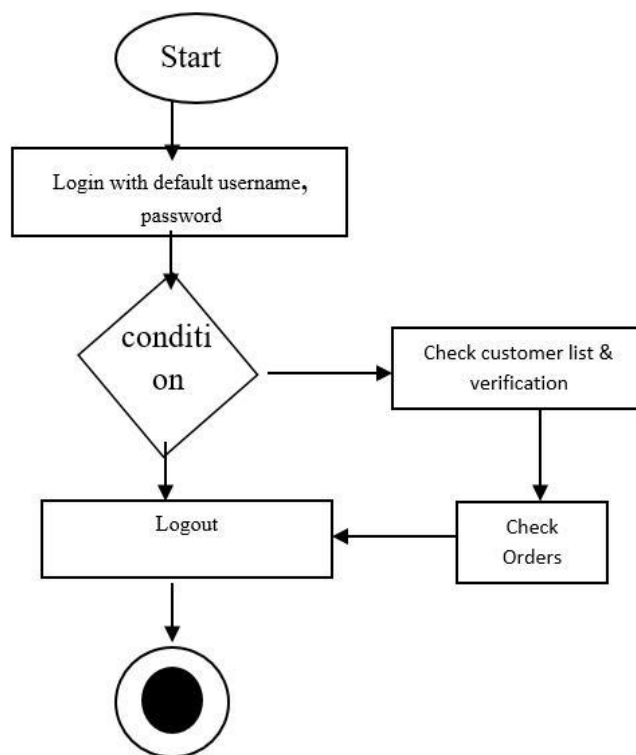 Start
Login with default username,
password
conditi
on
Check customer list &
verification
Logout
Check
Orders